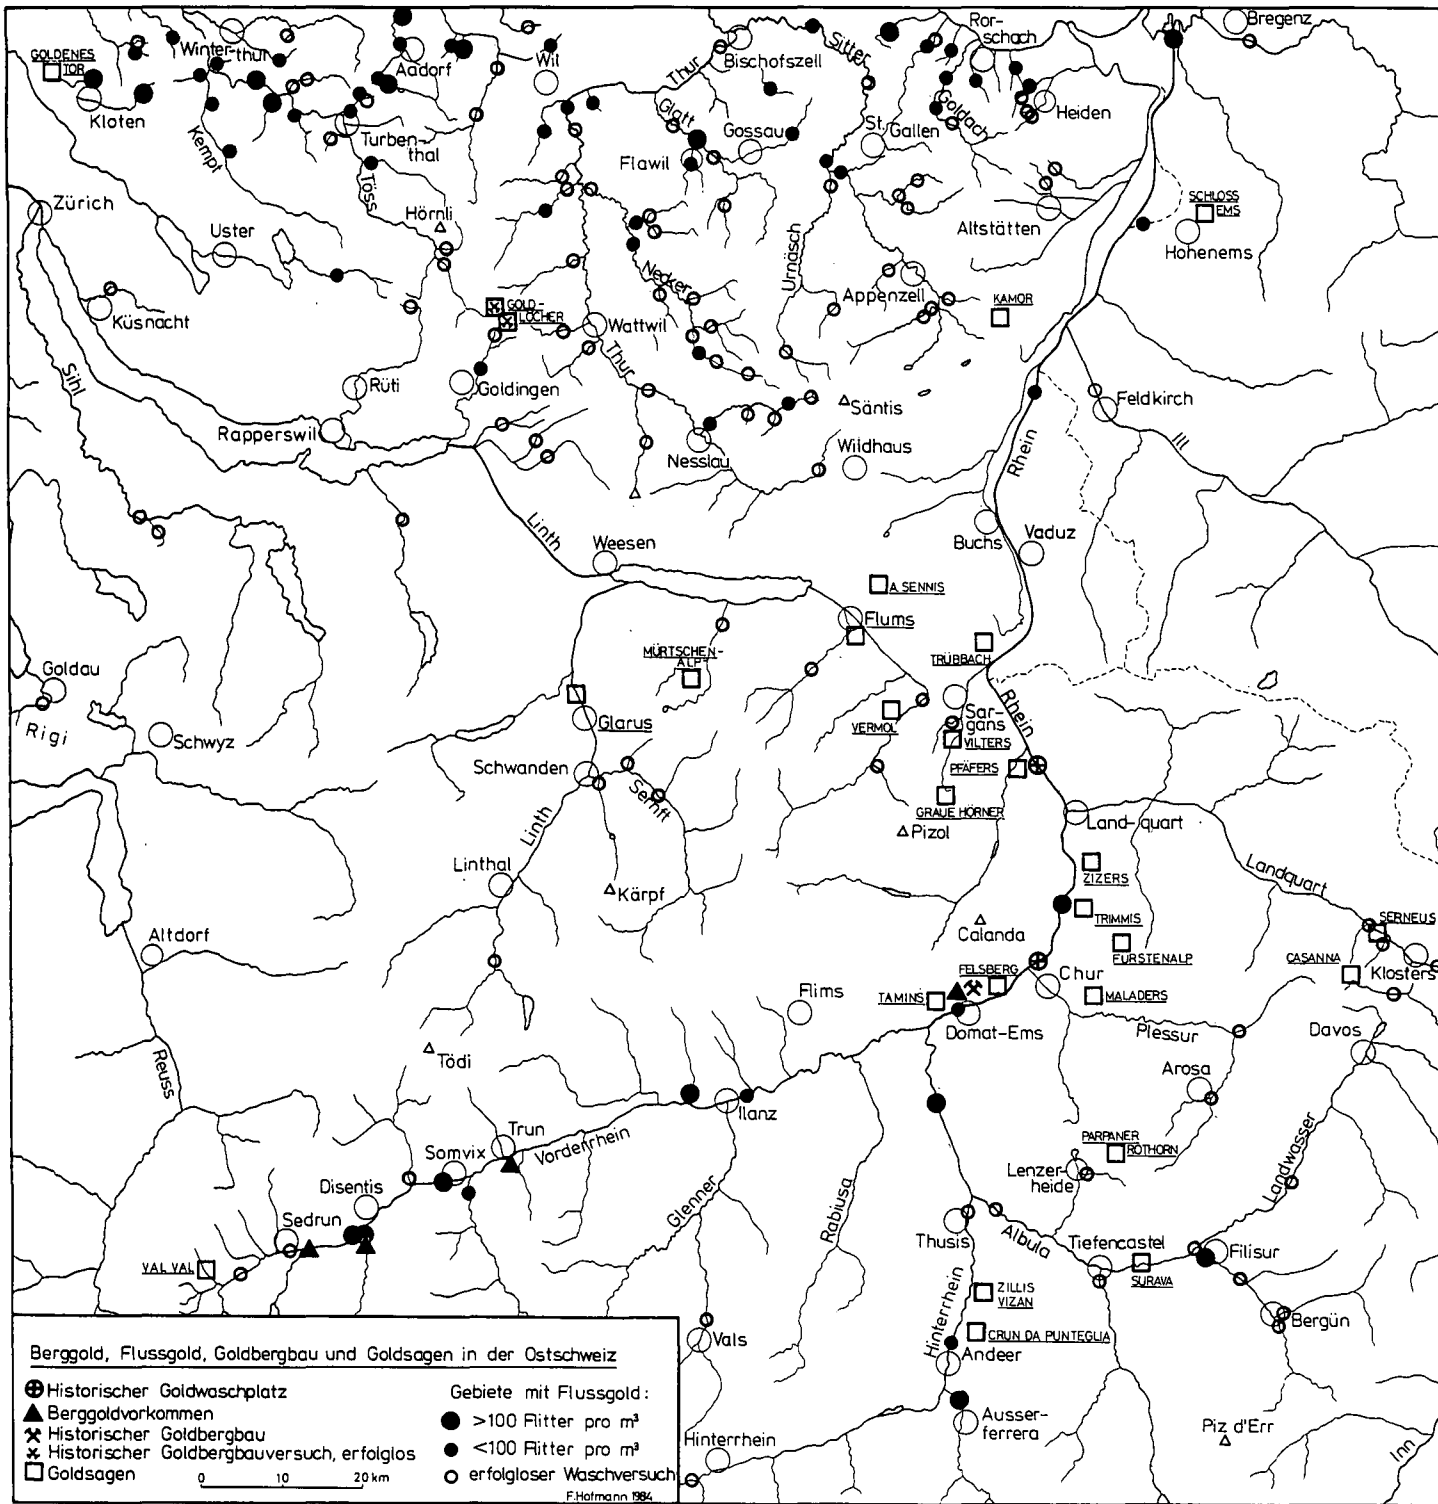 Bregenz
Ror-
schach
Sitter
GOLDENES
TOR
Winter-
thur
Aadorf
Wil
Thur
Bischofszell
Kloten
Glatt
Goldach
Heiden
Turben-
thal
Kempt
Gossau
St. Gallen
Flawil
Töss
Zürich
Hörnli
SCHLOSS
EMS
Altstätten
Hohenems
Uster
Urnäsch
Necker
Appenzell
Küsnacht
GOLD-
LÖCHER
Wattwil
KAMOR
Sihl
Thur
Rüti
Goldingen
Säntis
Feldkirch
Ill
Rapperswil
Nesslau
Wildhaus
Rhein
Linth
Weesen
Buchs
Vaduz
A. SENNIS
Flums
MÜRTSCHEN-
ALP
TRÜBBACH
Goldau
Rigi
Schwyz
Glarus
VERMOL
Sar-
gans
Rhein
VILTERS
Schwanden
Sernft
PFÄFERS
GRAUE HÖRNER
Pizol
Land-quart
Linth
Linthal
Kärpf
ZIZERS
Landquart
TRIMMIS
Calanda
SERNEUS
Altdorf
FÜRSTENALP
CASANNA
Klosters
FELSBERG
Chur
TAMINS
MALADERS
Flims
Domat-Ems
Plessur
Davos
Reuss
Tödi
Arosa
Ilanz
Trun
Vorderrhein
PARPANER
RÖTHORN
Somvix
Lenzer-
heide
Landwasser
Disentis
Glenner
Rabiusa
Sedrun
Thusis
Albula
Tiefencastel
Filisur
VAL VAL
SURAVA
ZILLIS
VIZAN
Hinterrhein
Bergün
CRUN DA PUNTEGLIA
Vals
Andeer
Ausser-
ferrera
Piz d'Err
Inn
Hinterrhein
Berggold, Flussgold, Goldbergbau und Goldsagen in der Ostschweiz
Historischer Goldwaschplatz
Berggoldvorkommen
Historischer Goldbergbau
Historischer Goldbergbauversuch, erfolglos
Goldsagen
0 10 20 km
Gebiete mit Flussgold:
>100 Flitter pro m³
<100 Flitter pro m³
erfolgloser Waschversuch
F. Hofmann 1984